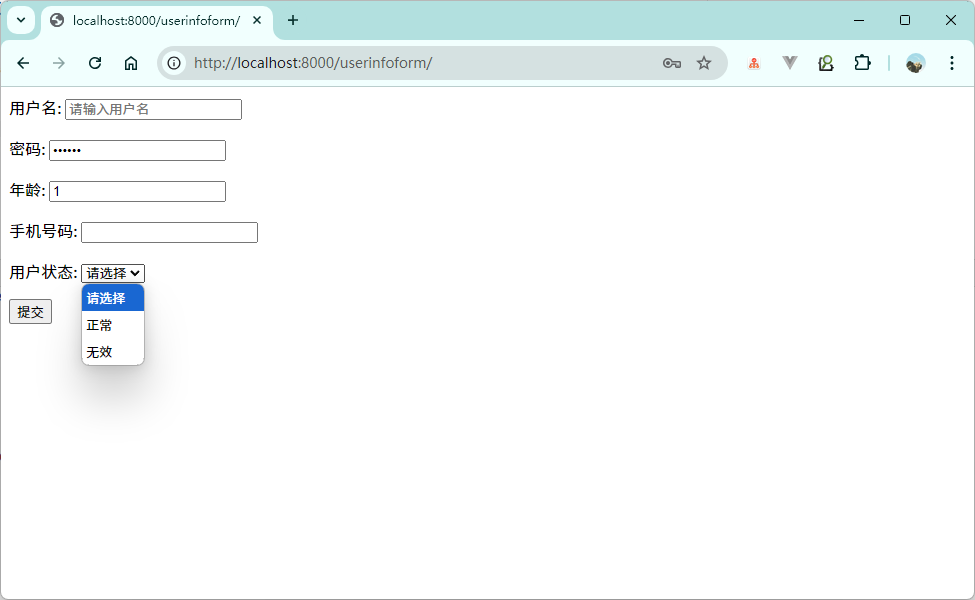 localhost:8000/userinfoform/
http://localhost:8000/userinfoform/
用户名: 请输入用户名
密码: ••••••
年龄: 1
手机号码:
用户状态: 请选择
请选择
提交
正常
无效